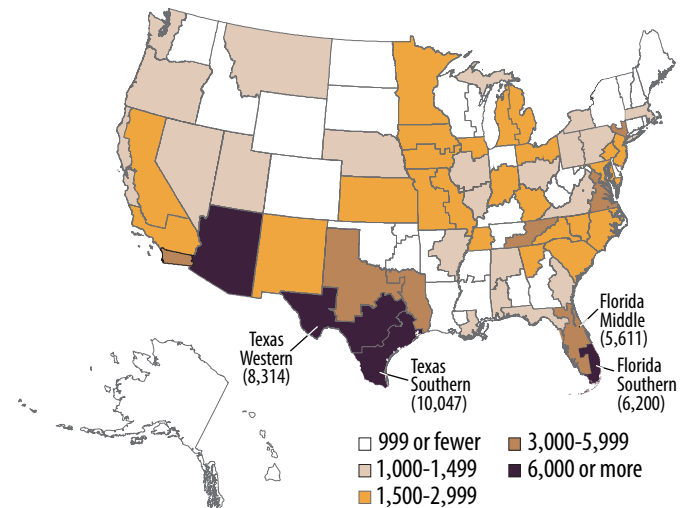 Florida
Middle
(5,611)
Texas
Western
(8,314)
Texas
Southern
(10,047)
Florida
Southern
(6,200)
999 or fewer
3,000-5,999
1,000-1,499
6,000 or more
1,500-2,999